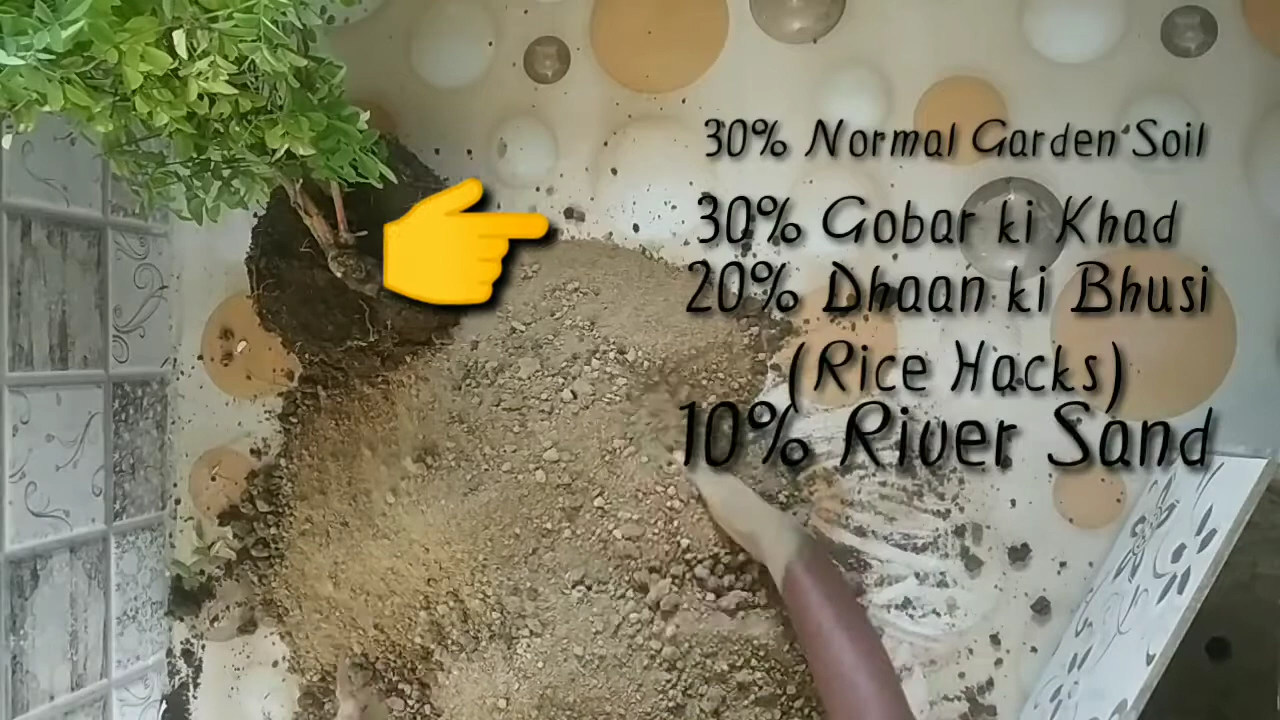 30% Normal Garden Soil
30% Gobar ki Khad
20% Dhaan ki Bhusi
(Rice Hacks)
10% River Sand